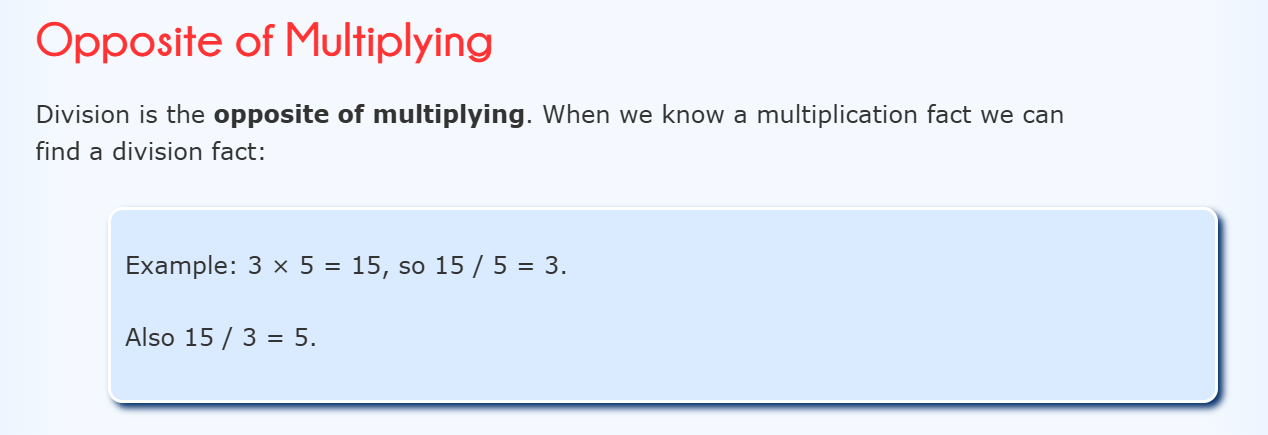 Opposite of Multiplying
Division is the opposite of multiplying. When we know a multiplication fact we can
find a division fact:
Example: 3 × 5 = 15, so 15 / 5 = 3.
Also 15 / 3 = 5.